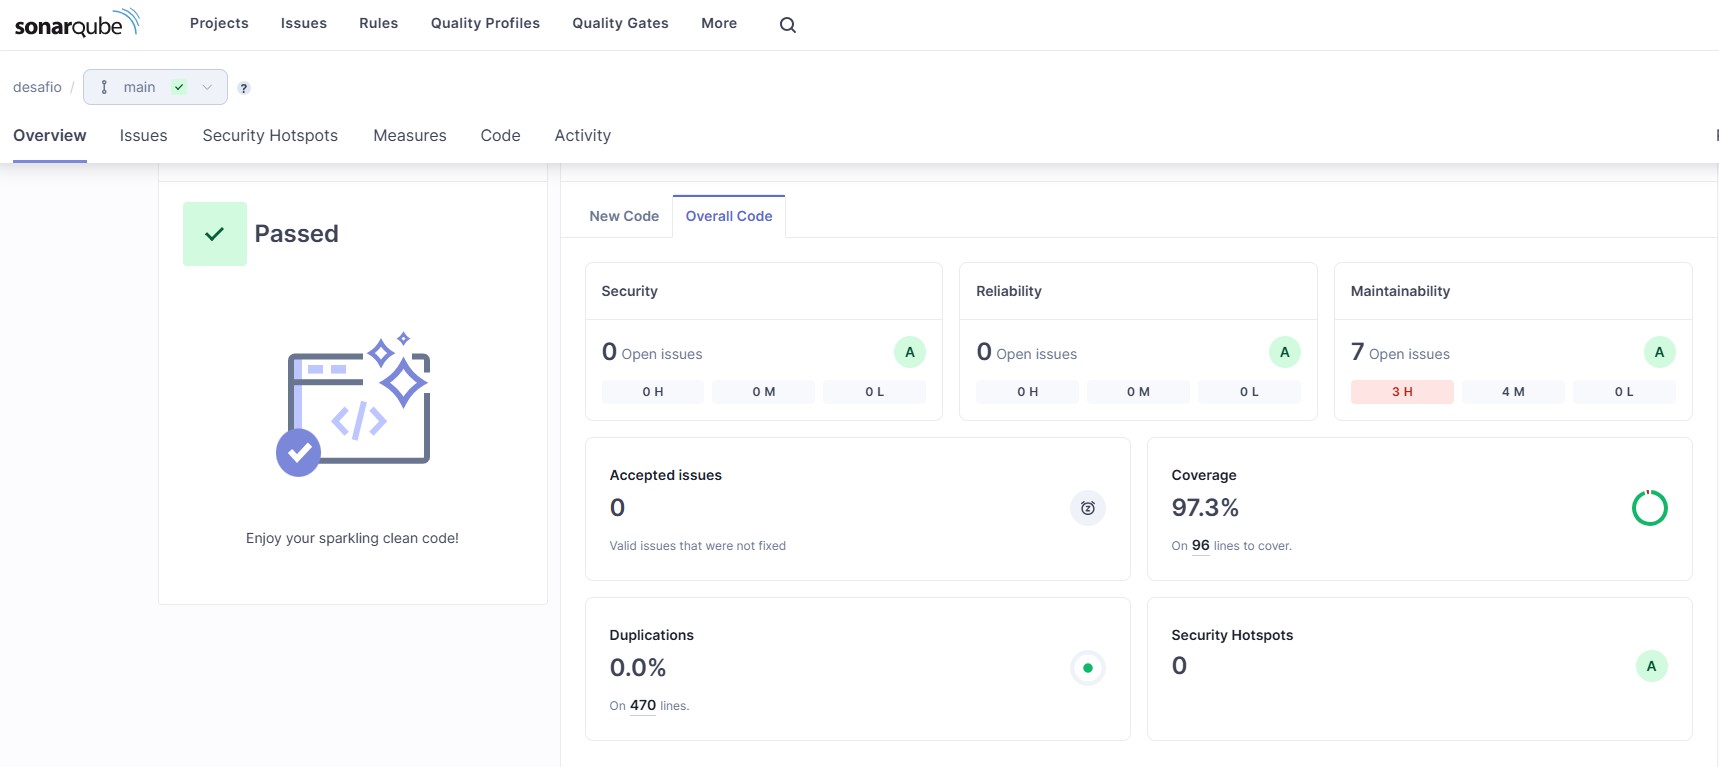 sonarqube
Projects Issues Rules Quality Profiles Quality Gates More
desafio / main ?
Overview Issues Security Hotspots Measures Code Activity
Passed
Enjoy your sparkling clean code!
New Code Overall Code
Security
0 Open issues A
0 H 0 M 0 L
Reliability
0 Open issues A
0 H 0 M 0 L
Maintainability
7 Open issues A
3 H 4 M 0 L
Accepted issues
0
Valid issues that were not fixed
Coverage
97.3%
On 96 lines to cover.
Duplications
0.0%
On 470 lines.
Security Hotspots
0 A